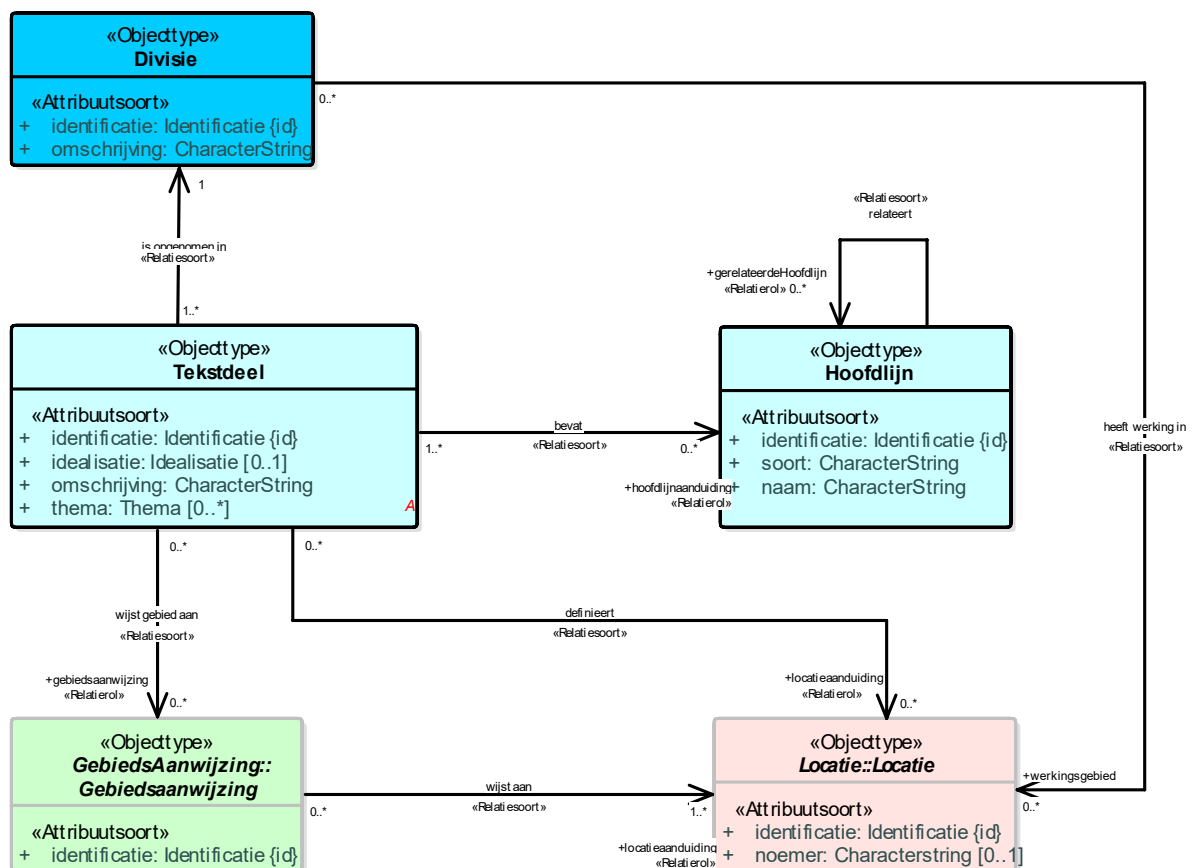 «Objecttype»
Divisie
«Attribuutsoort»
+ identificatie: Identificatie {id}
+ omschrijving: CharacterString
0..*
1
is opgenomen in
«Relatiesoort»
1..*
«Relatiesoort»
relateert
+gerelateerdeHoofdlijn
«Relatierol» 0..*
«Objecttype»
Tekstdeel
«Attribuutsoort»
+ identificatie: Identificatie {id}
+ idealisatie: Idealisatie [0..1]
+ omschrijving: CharacterString
+ thema: Thema [0..*]
A
bevat
«Relatiesoort»
1..*
0..*
+hoofdlijnaanduiding
«Relatierol»
«Objecttype»
Hoofdlijn
«Attribuutsoort»
+ identificatie: Identificatie {id}
+ soort: CharacterString
+ naam: CharacterString
heeft werking in
«Relatiesoort»
0..*
0..*
wijst gebied aan
«Relatiesoort»
definieert
«Relatiesoort»
+gebiedsaanwijzing
«Relatierol»
0..*
+locatieaanduiding
«Relatierol»
0..*
«Objecttype»
GebiedsAanwijzing::
Gebiedsaanwijzing
«Attribuutsoort»
+ identificatie: Identificatie {id}
wijst aan
«Relatiesoort»
0..*
1..*
+locatieaanduiding
«Relatierol»
«Objecttype»
Locatie::Locatie
«Attribuutsoort»
+ identificatie: Identificatie {id}
+ noemer: Characterstring [0..1]
+werkingsgebied
0..*